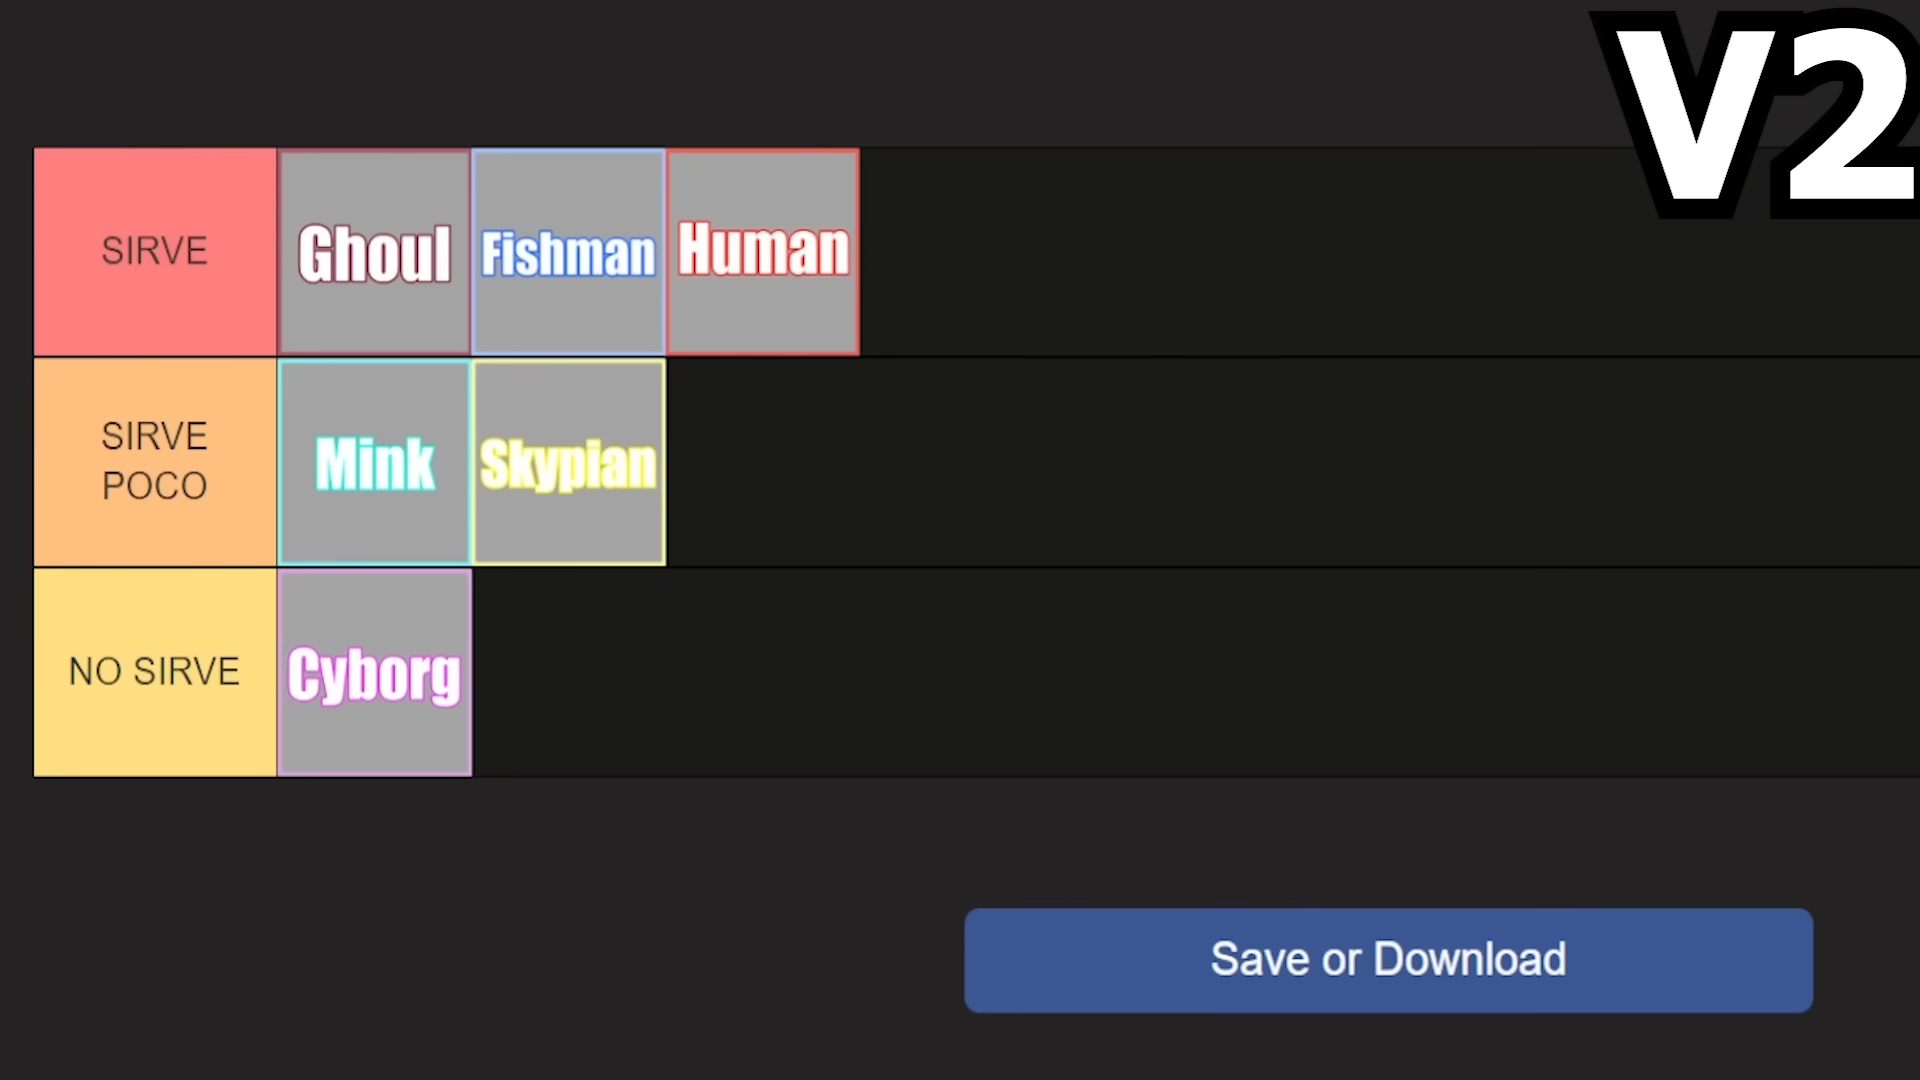 V2
SIRVE
Ghoul
Fishman
Human
SIRVE
POCO
Mink
Skypian
NO SIRVE
Cyborg
Save or Download